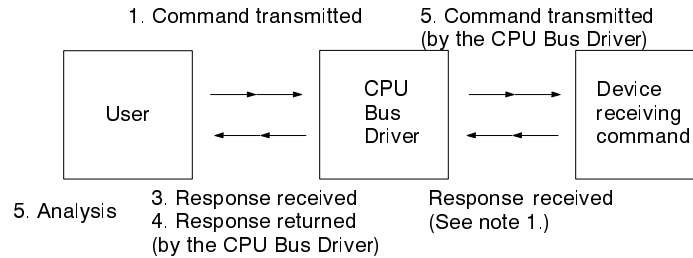 1. Command transmitted
5. Command transmitted
(by the CPU Bus Driver)
User
CPU
Bus
Driver
Device
receiving
command
5. Analysis
3. Response received
4. Response returned
(by the CPU Bus Driver)
Response received
(See note 1.)